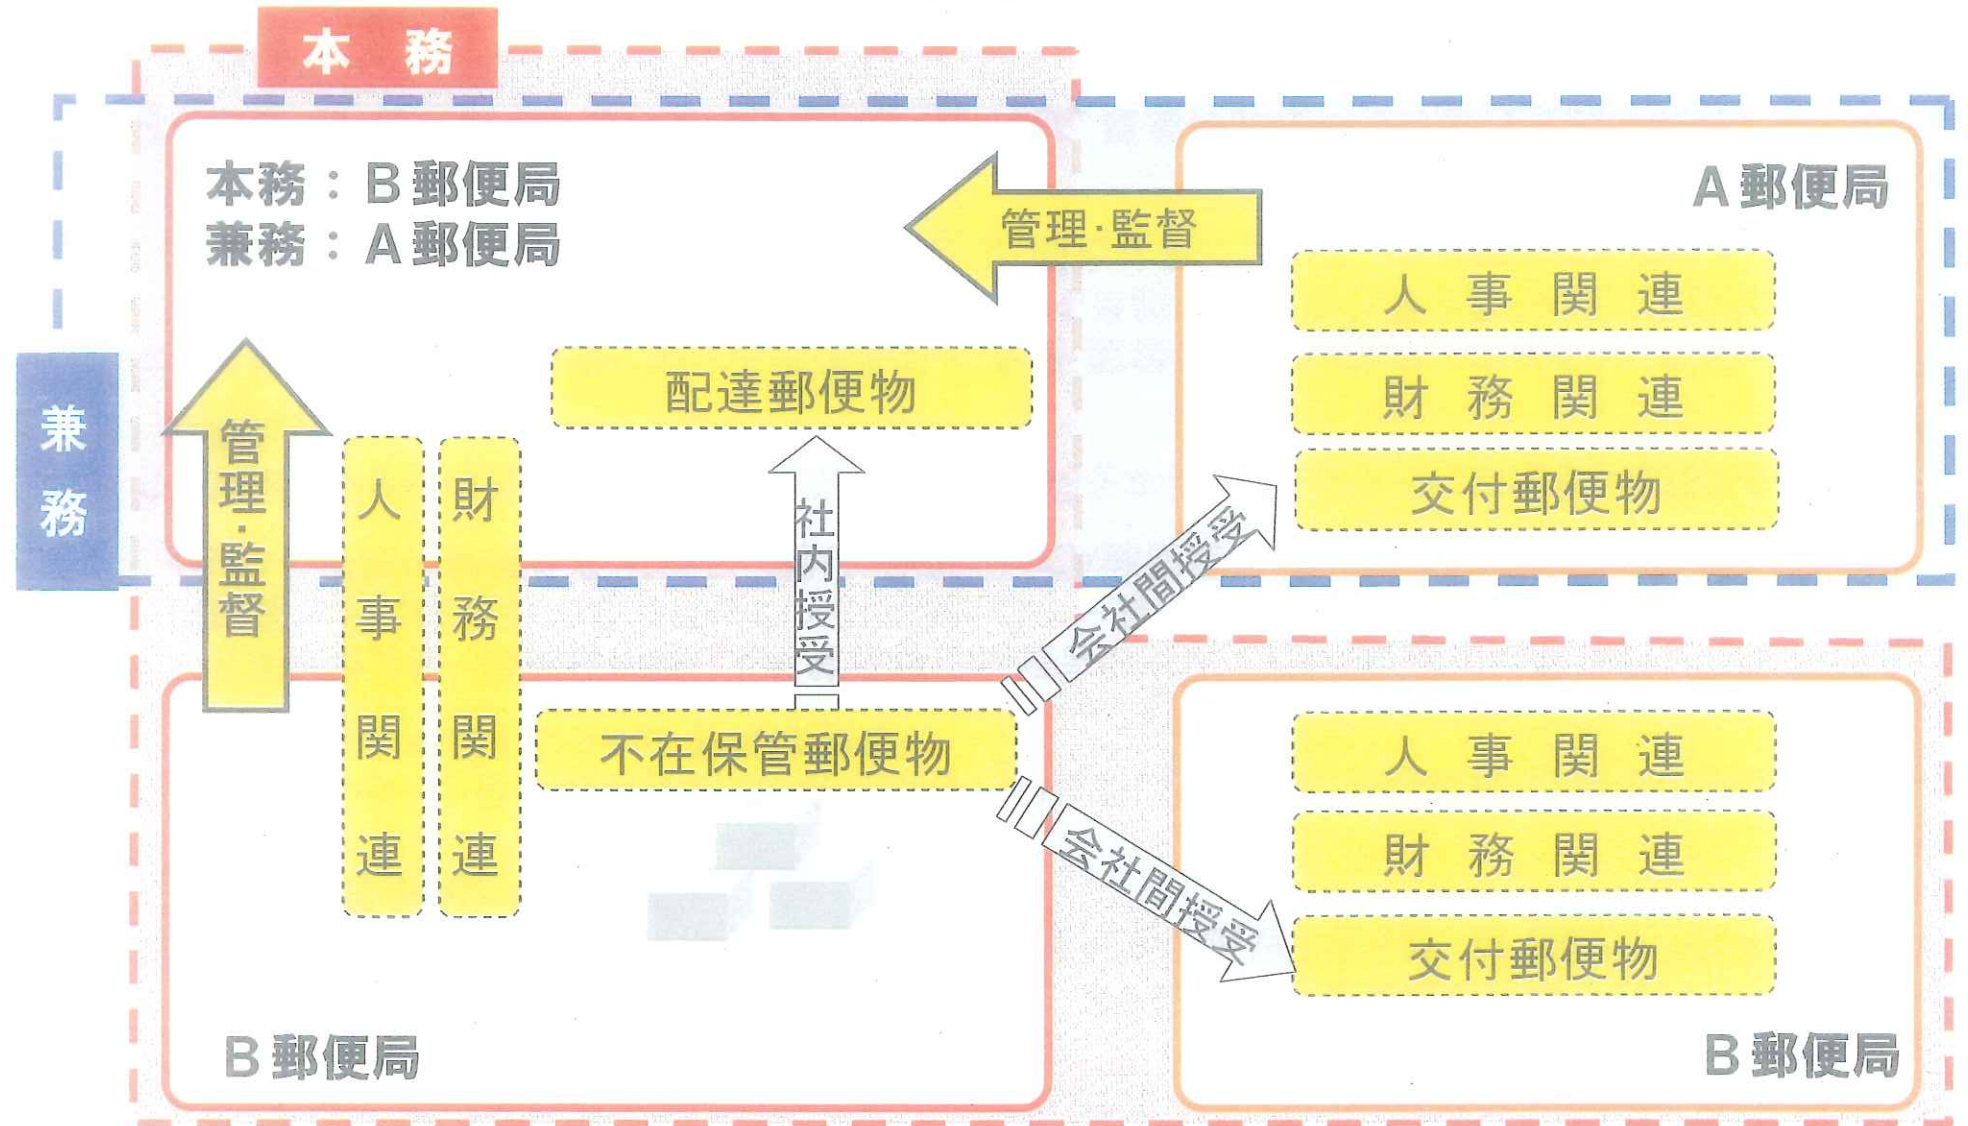 本務
兼務
本務：B郵便局
兼務：A郵便局
管理・監督
A郵便局
人事関連
財務関連
交付郵便物
配達郵便物
管理・監督
人事関連
財務関連
社内授受
会社間授受
不在保管郵便物
会社間授受
B郵便局
人事関連
財務関連
交付郵便物
B郵便局